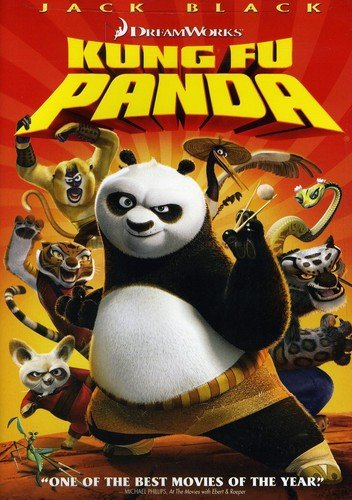 JACK BLACK
DREAMWORKS
KUNG FU
PANDA
"ONE OF THE BEST MOVIES OF THE YEAR."
MICHAEL PHILLIPS, At The Movies with Ebert & Roeper